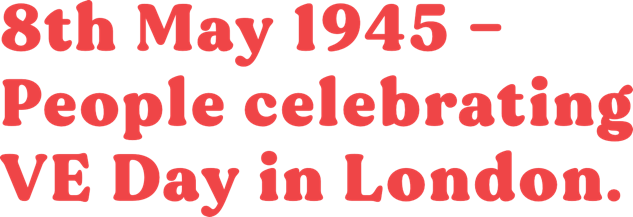 8th May 1945 –
People celebrating
VE Day in London.